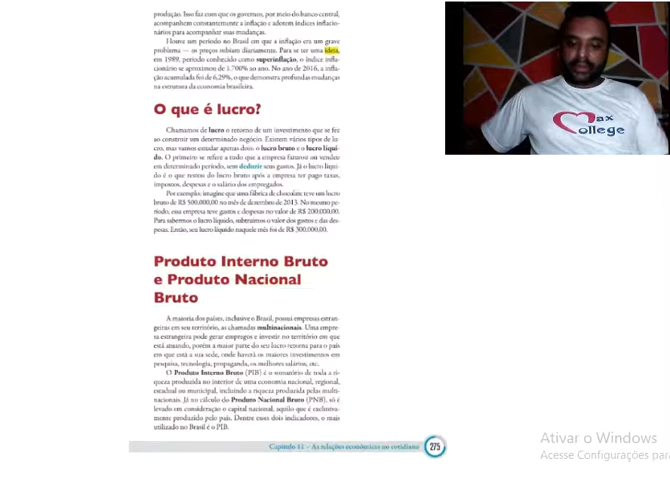 produção. Isso faz com que os governos, por meio do banco central,
acompanhem constantemente a inflação e adotem índices inflacio-
nários para acompanhar suas mudanças.
Houve um período no Brasil em que a inflação era um grave
problema — os preços subiam diariamente. Para se ter uma ideia,
em 1989, período conhecido como superinflação, o índice infla-
cionário se aproximou de 1.700% ao ano. No ano de 2016, a infla-
ção acumulada foi de 6,29%, o que demonstra profundas mudanças
na estrutura da economia brasileira.
O que é lucro?
Chamamos de lucro o retorno de um investimento que se fez
ao construir um determinado negócio. Existem vários tipos de lu-
cro, mas vamos estudar apenas dois: o lucro bruto e o lucro líqui-
do. O primeiro se refere a tudo que a empresa faturou ou vendeu
em determinado período, sem deduzir seus gastos. Já o lucro líqui-
do é o que restou do lucro bruto após a empresa ter pago taxas,
impostos, despesas e o salário dos empregados.
Por exemplo: imagine que uma fábrica de chocolate teve um lucro
bruto de R$ 500.000,00 no mês de dezembro de 2013. No mesmo pe-
ríodo, essa empresa teve gastos e despesas no valor de R$ 200.000,00.
Para sabermos o lucro líquido, subtraímos o valor dos gastos e das des-
pesas. Então, seu lucro líquido naquele mês foi de R$ 300.000,00.
Produto Interno Bruto
e Produto Nacional
Bruto
A maioria dos países, inclusive o Brasil, possui empresas estran-
geiras em seu território, as chamadas multinacionais. Uma empre-
sa estrangeira pode gerar empregos e investir no território em que
está atuando, porém a maior parte do seu lucro retorna para o país
em que está a sua sede, onde haverá os maiores investimentos em
pesquisa, tecnologia, propaganda, os melhores salários, etc.
O Produto Interno Bruto (PIB) é o somatório de toda a ri-
queza produzida no interior de uma economia nacional, regional,
estadual ou municipal, incluindo a riqueza produzida pelas multi-
nacionais. Já no cálculo do Produto Nacional Bruto (PNB), só é
levado em consideração o capital nacional, aquilo que é exclusiva-
mente produzido pelo país. Dentre esses dois indicadores, o mais
utilizado no Brasil é o PIB.
Capítulo 11 – As relações econômicas no cotidiano
275
Max
College
Ativar o Windows
Acesse Configurações para